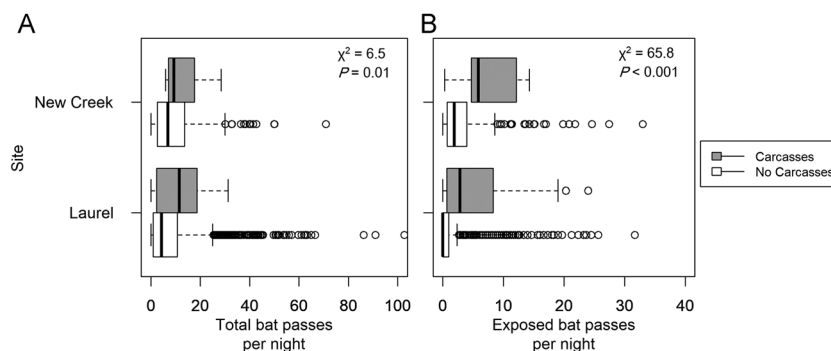 A
B
χ² = 6.5
P = 0.01
χ² = 65.8
P < 0.001
Site
New Creek
Laurel
Carcasses
No Carcasses
0 20 40 60 80 100
0 10 20 30 40
Total bat passes
per night
Exposed bat passes
per night